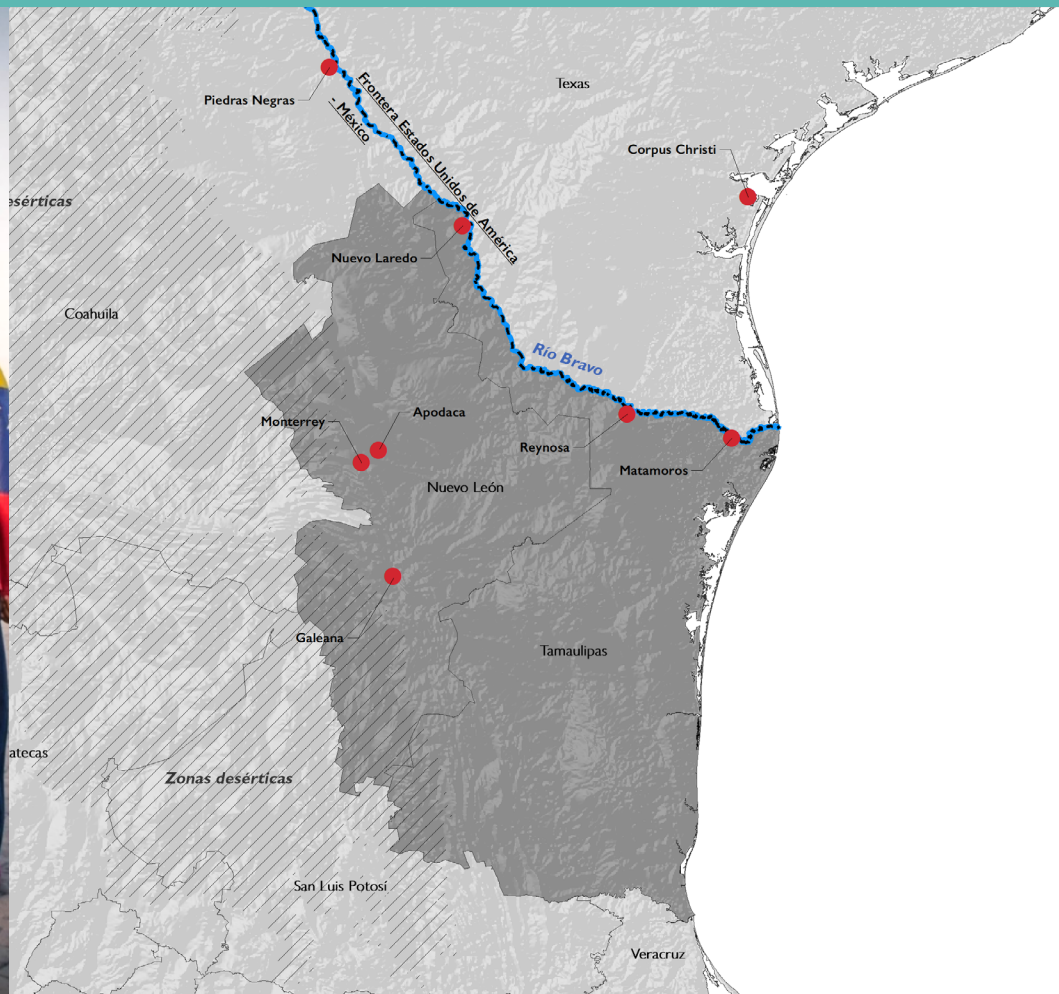 Texas
Piedras Negras
Frontera Estados Unidos de América
- México
Corpus Christi
esérticas
Nuevo Laredo
Coahuila
Río Bravo
Apodaca
Monterrey
Reynosa
Matamoros
Nuevo León
Galeana
Tamaulipas
atecas
Zonas desérticas
San Luis Potosí
Veracruz